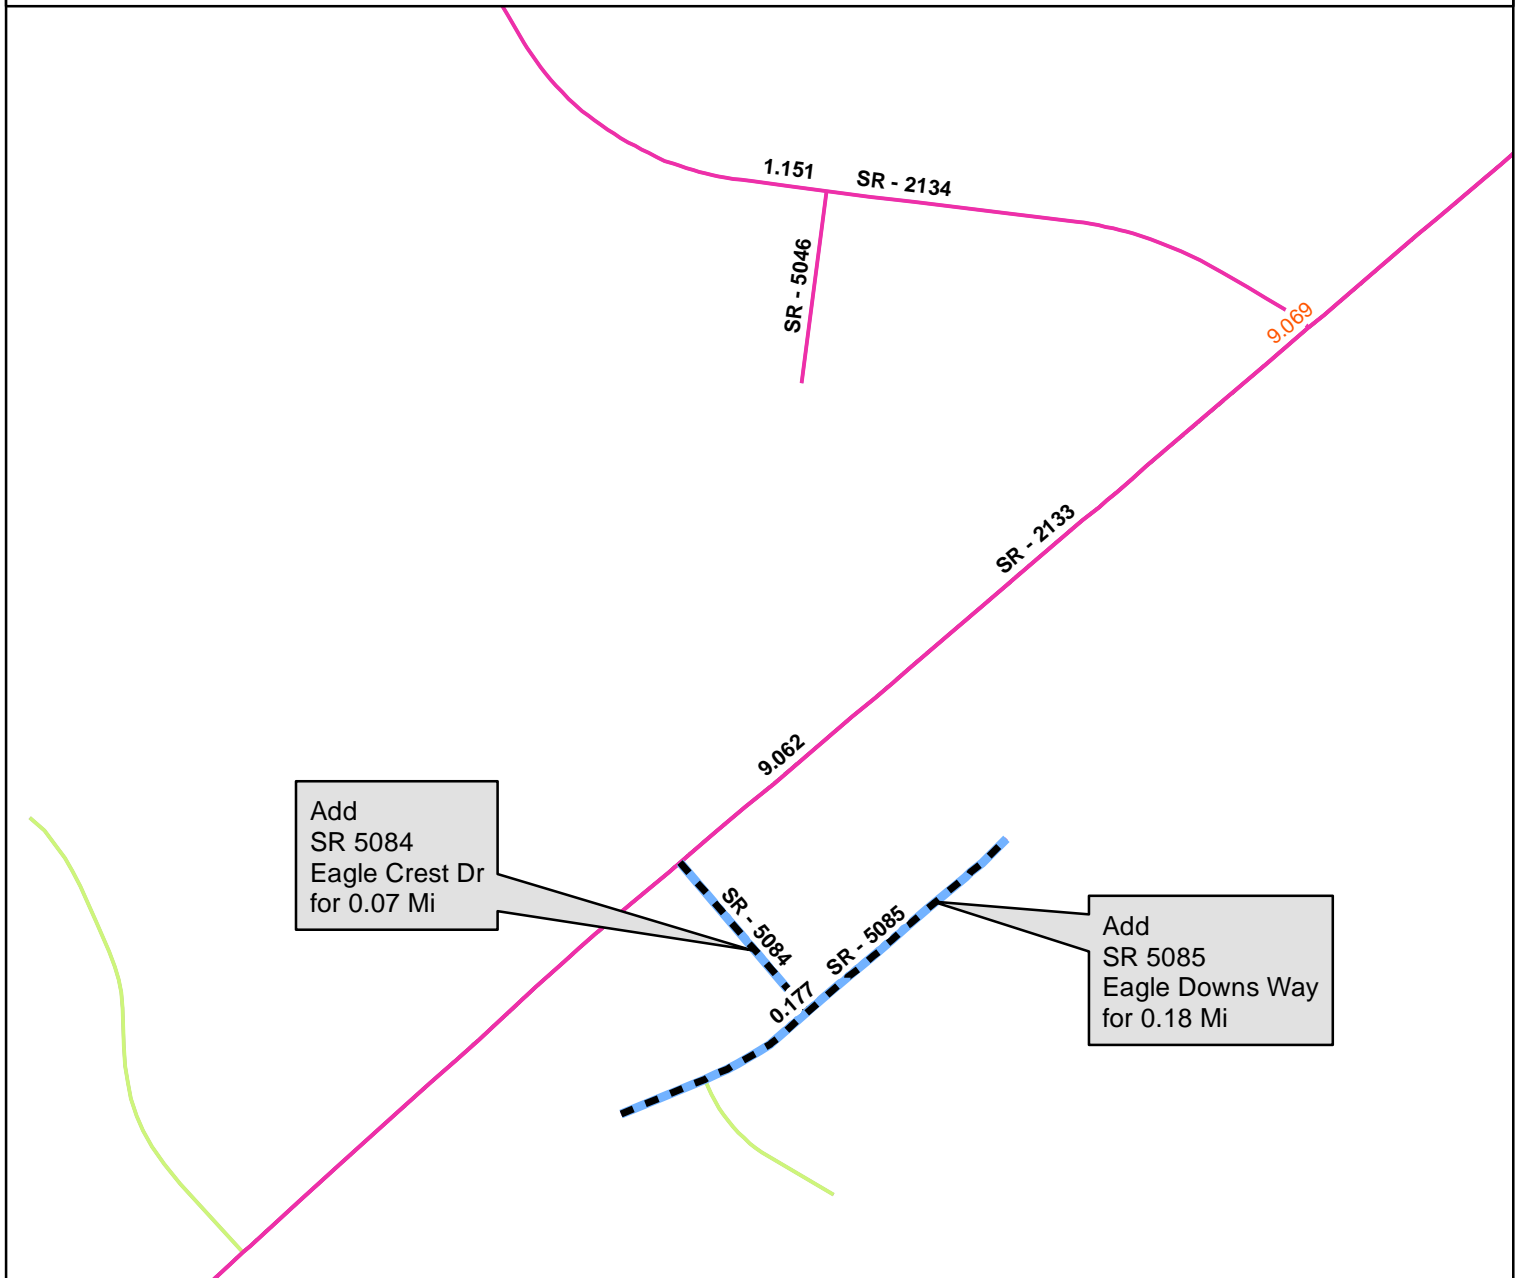 1.151
SR - 2134
SR - 5046
9.069
SR - 2133
9.062
Add
SR 5084
Eagle Crest Dr
for 0.07 Mi
SR - 5084
SR - 5085
0.177
Add
SR 5085
Eagle Downs Way
for 0.18 Mi